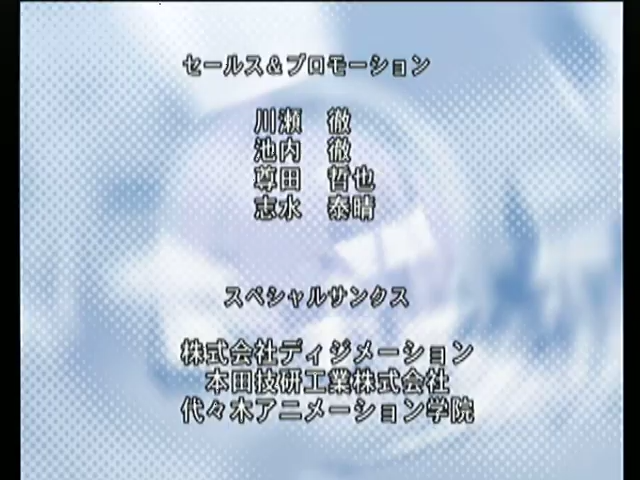 セールス＆プロモーション
川瀬　徹
池内　徹
尊田　哲也
志水　泰晴
スペシャルサンクス
株式会社ディジメーション
本田技研工業株式会社
代々木アニメーション学院